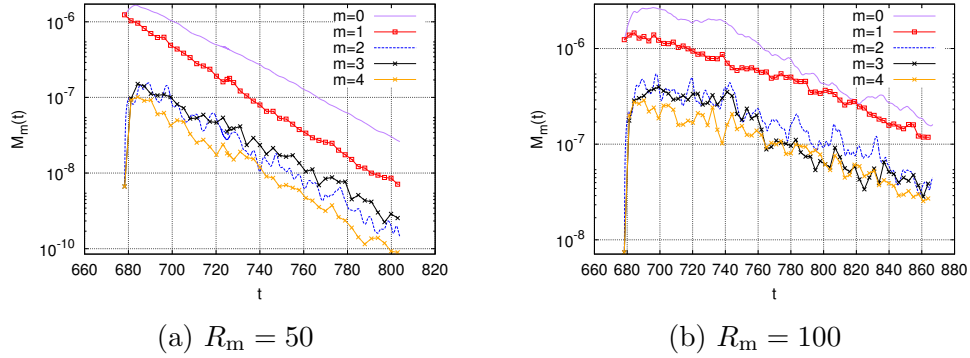 M_m(t)
10^-6
10^-7
10^-8
10^-10
m=0
m=1
m=2
m=3
m=4
660 680 700 720 740 760 780 800 820
t
(a) R_m = 50
M_m(t)
10^-6
10^-7
10^-8
m=0
m=1
m=2
m=3
m=4
660 680 700 720 740 760 780 800 820 840 860 880
t
(b) R_m = 100